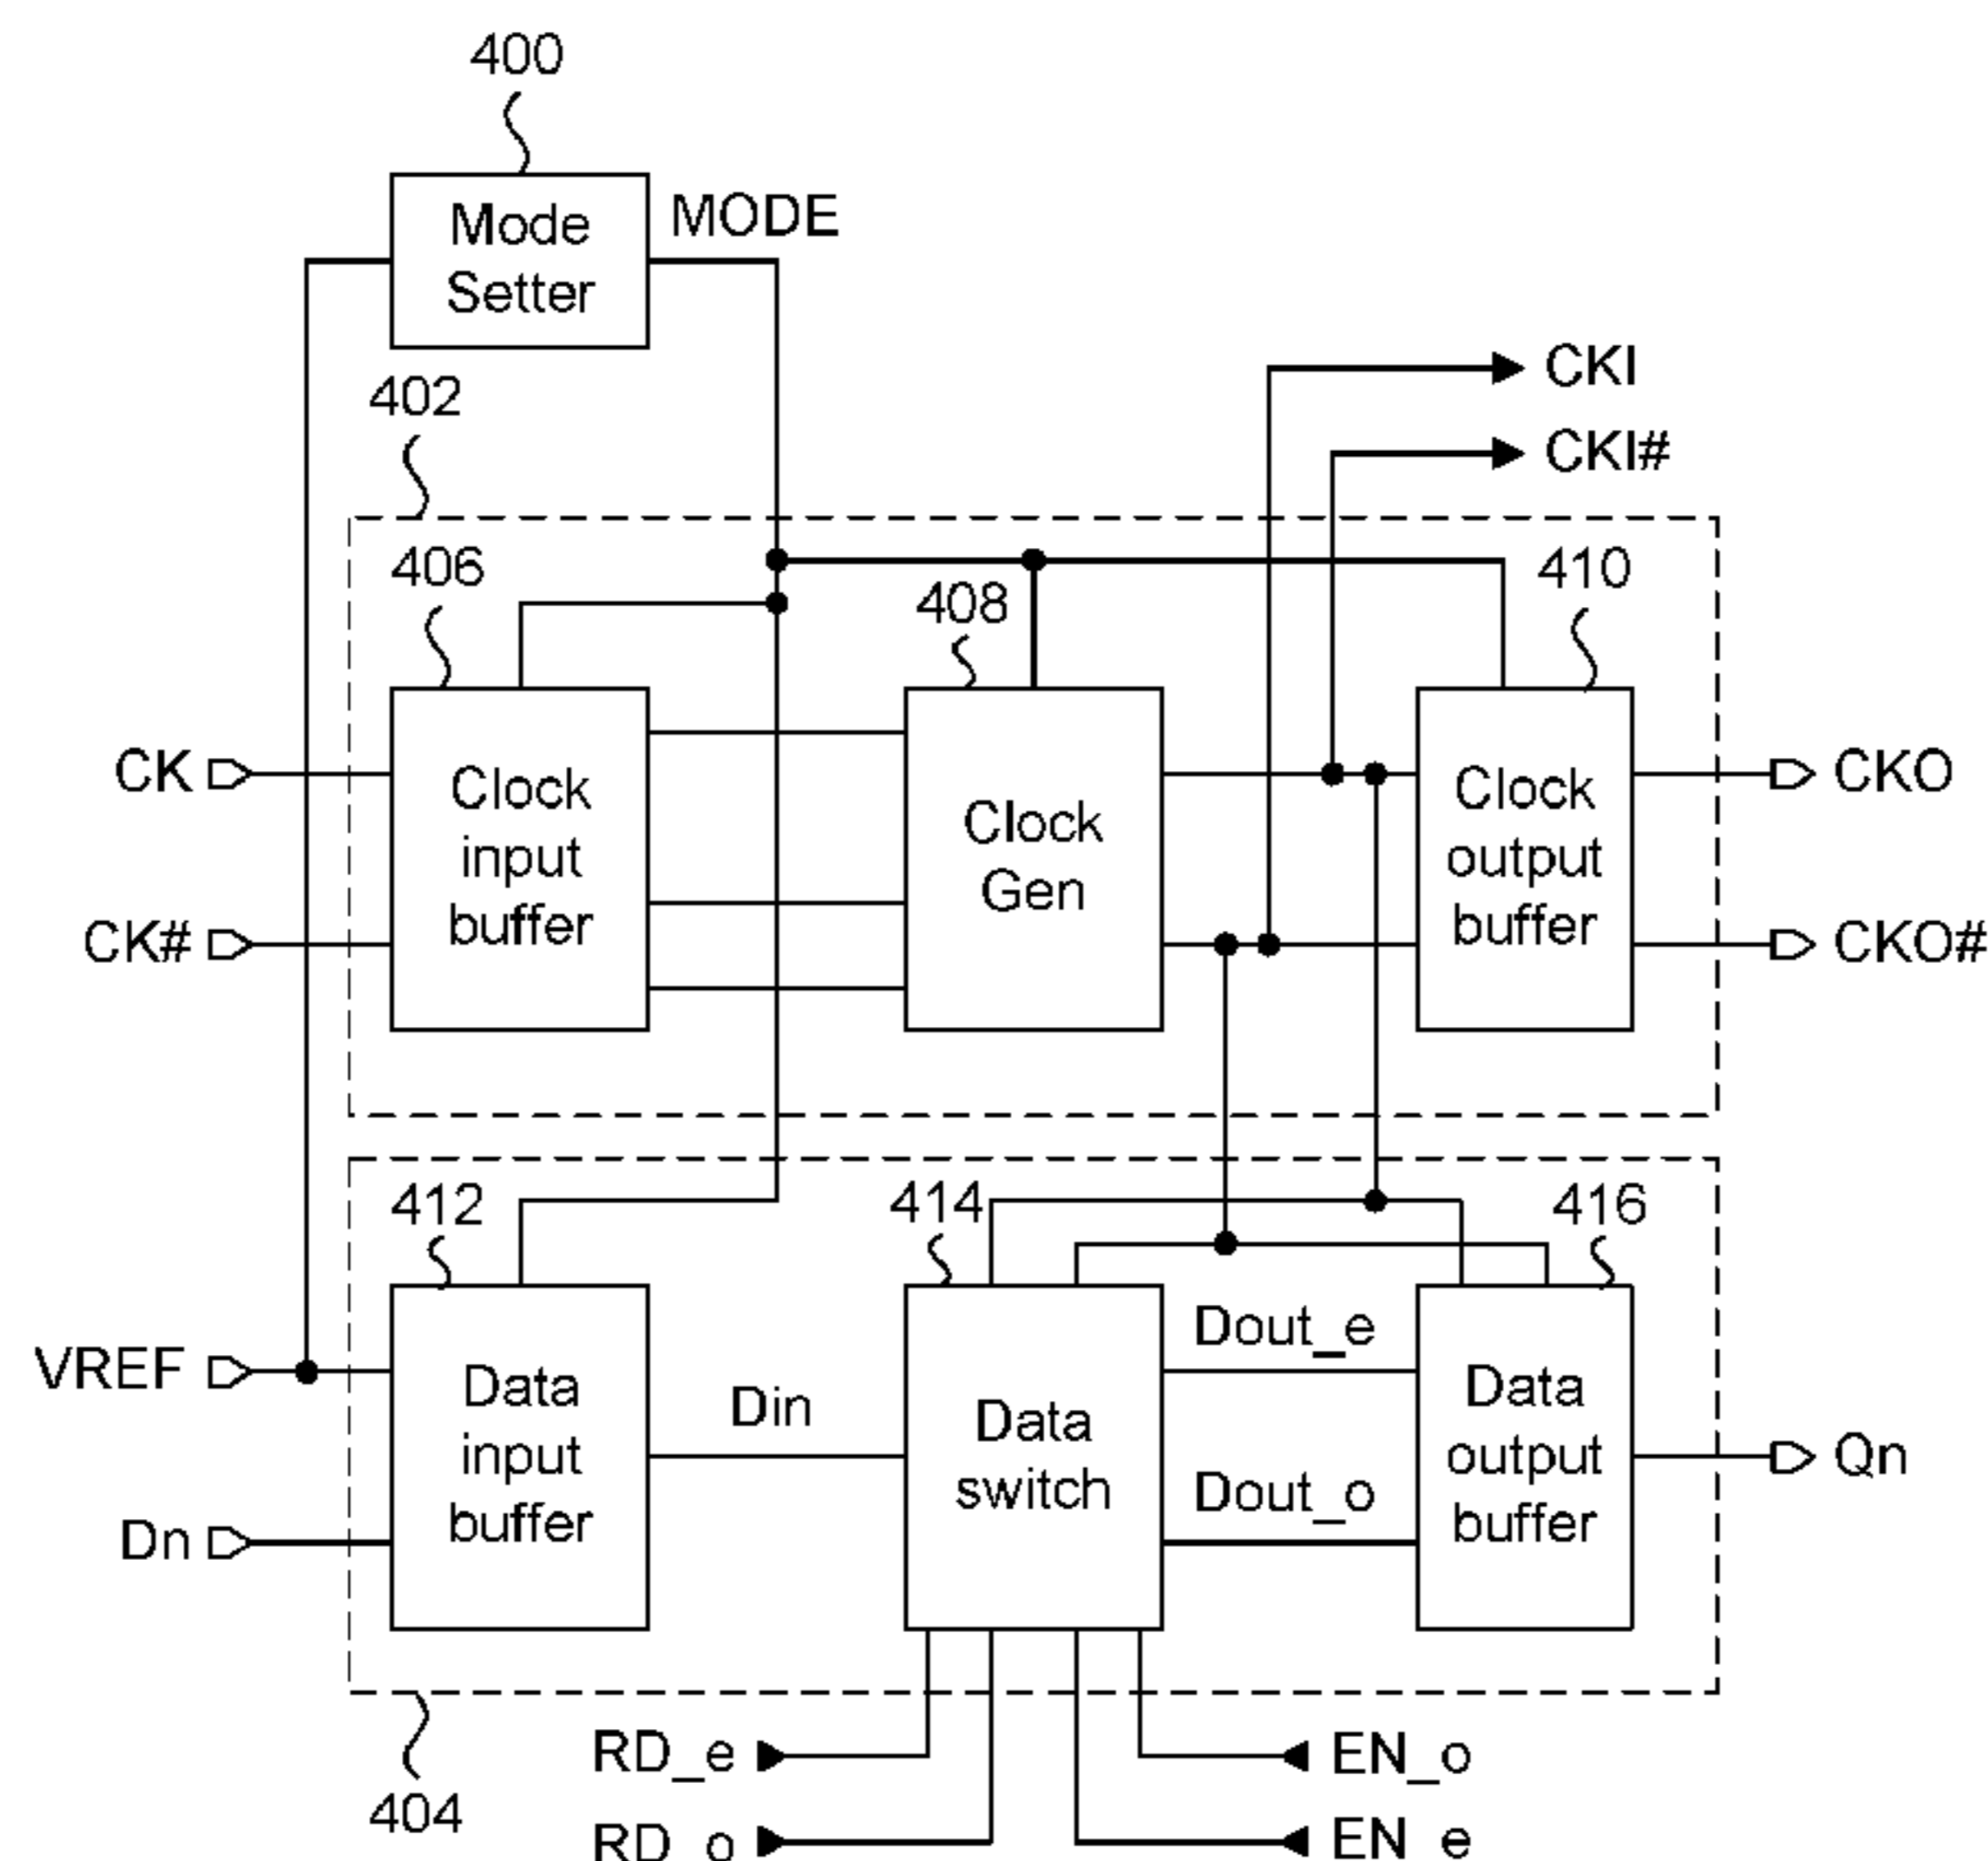 400
Mode
Setter
MODE
402
CKI
CKI#
406
408
410
CK
CK#
Clock
input
buffer
Clock
Gen
Clock
output
buffer
CKO
CKO#
412
414
416
VREF
Dn
Data
input
buffer
Din
Data
switch
Dout_e
Dout_o
Data
output
buffer
Qn
404
RD_e
RD_o
EN_o
EN_e